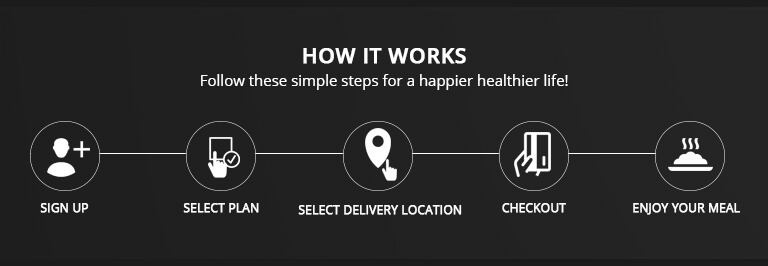 HOW IT WORKS
Follow these simple steps for a happier healthier life!
SIGN UP
SELECT PLAN
SELECT DELIVERY LOCATION
CHECKOUT
ENJOY YOUR MEAL